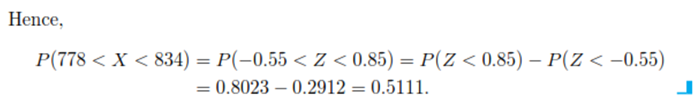 Hence,
P(778 < X < 834) = P(−0.55 < Z < 0.85) = P(Z < 0.85) − P(Z < −0.55)
= 0.8023 − 0.2912 = 0.5111.